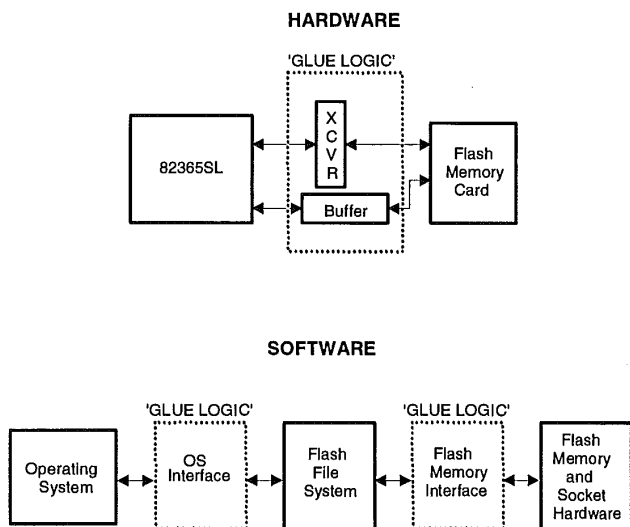 HARDWARE
'GLUE LOGIC'
82365SL
X
C
V
R
Buffer
Flash
Memory
Card
SOFTWARE
'GLUE LOGIC'
'GLUE LOGIC'
Operating
System
OS
Interface
Flash
File
System
Flash
Memory
Interface
Flash
Memory
and
Socket
Hardware